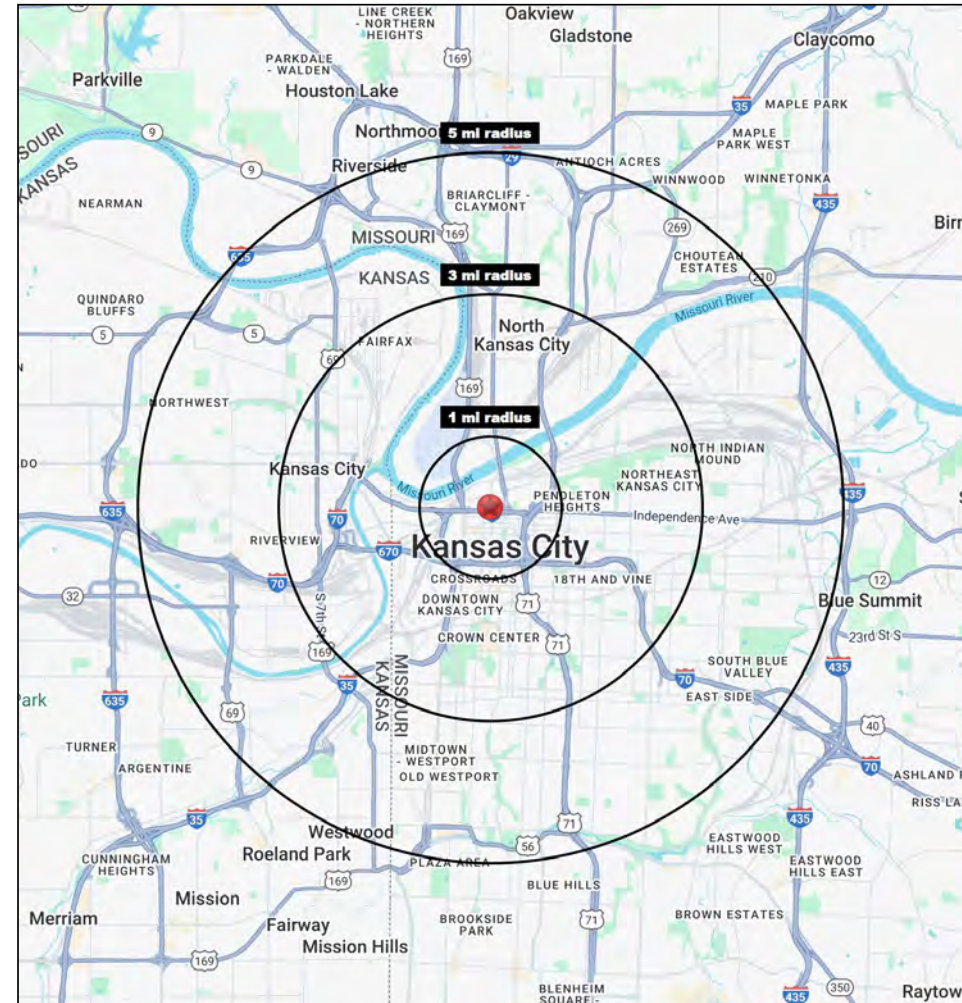 LINE CREEK
- NORTHERN
HEIGHTS
Oakview
Gladstone
Claycomo
169
PARKDALE
- WALDEN
Parkville
Houston Lake
35
MAPLE PARK
9
Northmoor
5 mi radius
MAPLE
PARK WEST
SOURI
KANSAS
9
Riverside
29
ANTIOCH ACRES
WINNWOOD
WINNETONKA
NEARMAN
BRIARCLIFF -
CLAYMONT
435
MISSOURI
169
269
Birr
635
CHOUTEAU
ESTATES
KANSAS
3 mi radius
210
QUINDARO
BLUFFS
Missouri River
5
5
FAIRFAX
North
Kansas City
69
169
NORTHWEST
1 mi radius
NORTH INDIAN
MOUND
DO
Kansas City
NORTHEAST
KANSAS CITY
Missouri River
PENDLETON
HEIGHTS
435
635
70
Independence Ave
RIVERVIEW
670
Kansas City
70
CROSSROADS
18TH AND VINE
12
32
S 7th St
DOWNTOWN
KANSAS CITY
71
Blue Summit
CROWN CENTER
71
23rd St S
169
MISSOURI
KANSAS
SOUTH BLUE
VALLEY
435
35
70
EAST SIDE
Park
635
69
40
TURNER
MIDTOWN
- WESTPORT
OLD WESTPORT
70
ARGENTINE
ASHLAND
RISS LA
35
71
435
Westwood
56
EASTWOOD
HILLS WEST
CUNNINGHAM
HEIGHTS
Roeland Park
PLAZA AREA
EASTWOOD
HILLS EAST
169
BLUE HILLS
Mission
Merriam
Fairway
BROOKSIDE
PARK
71
BROWN ESTATES
Mission Hills
169
BLENHEIM
SQUARE -
435
350
Raytow